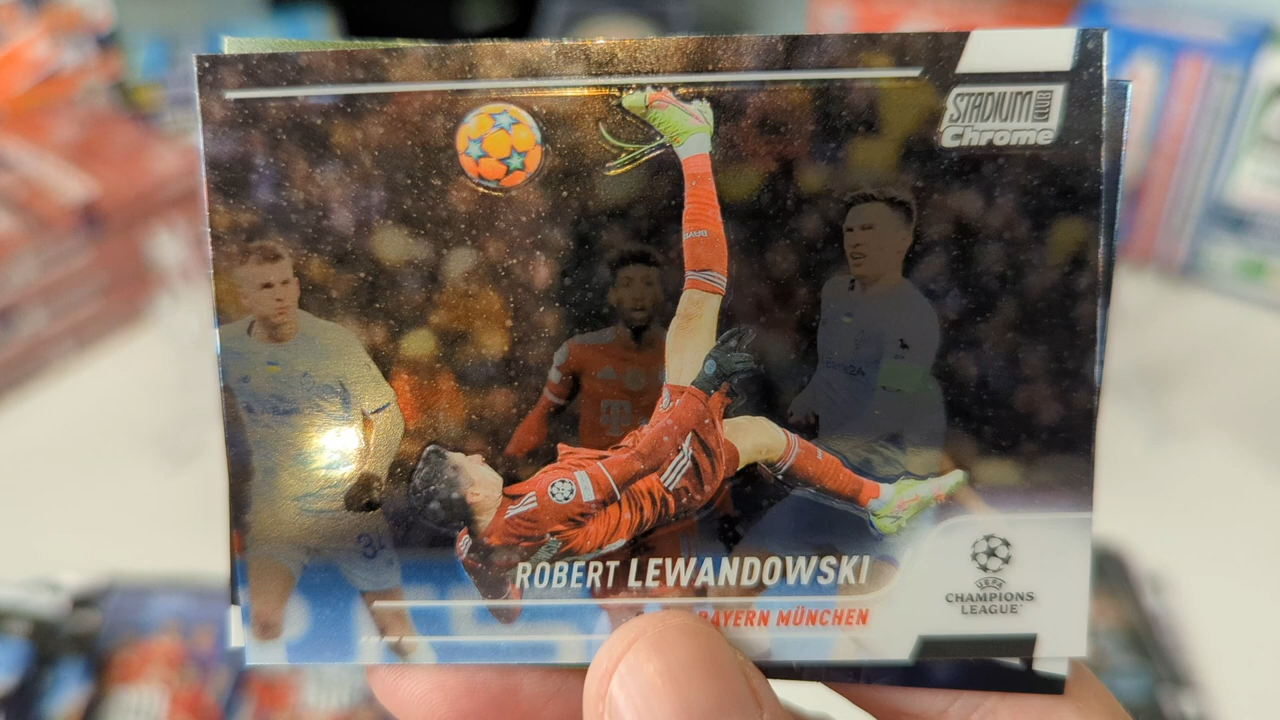 STADIUM CLUB
Chrome
ROBERT LEWANDOWSKI
BAYERN MÜNCHEN
UEFA
CHAMPIONS
LEAGUE